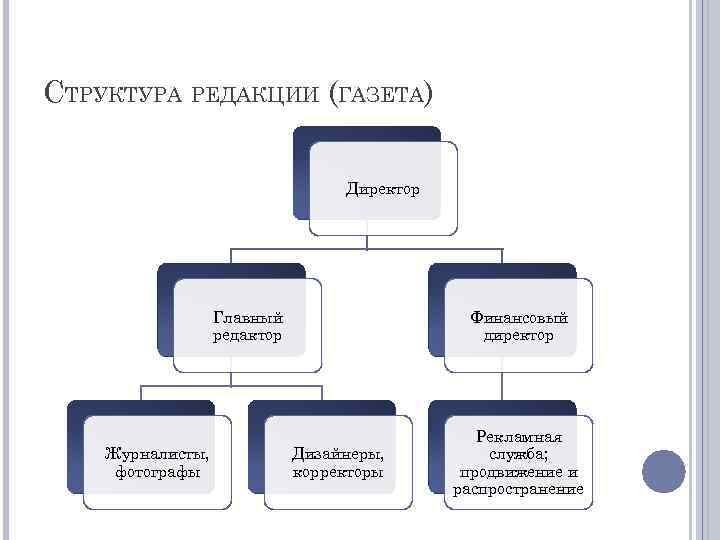 СТРУКТУРА РЕДАКЦИИ (ГАЗЕТА)
Директор
Главный
редактор
Финансовый
директор
Журналисты,
фотографы
Дизайнеры,
корректоры
Рекламная
служба;
продвижение и
распространение